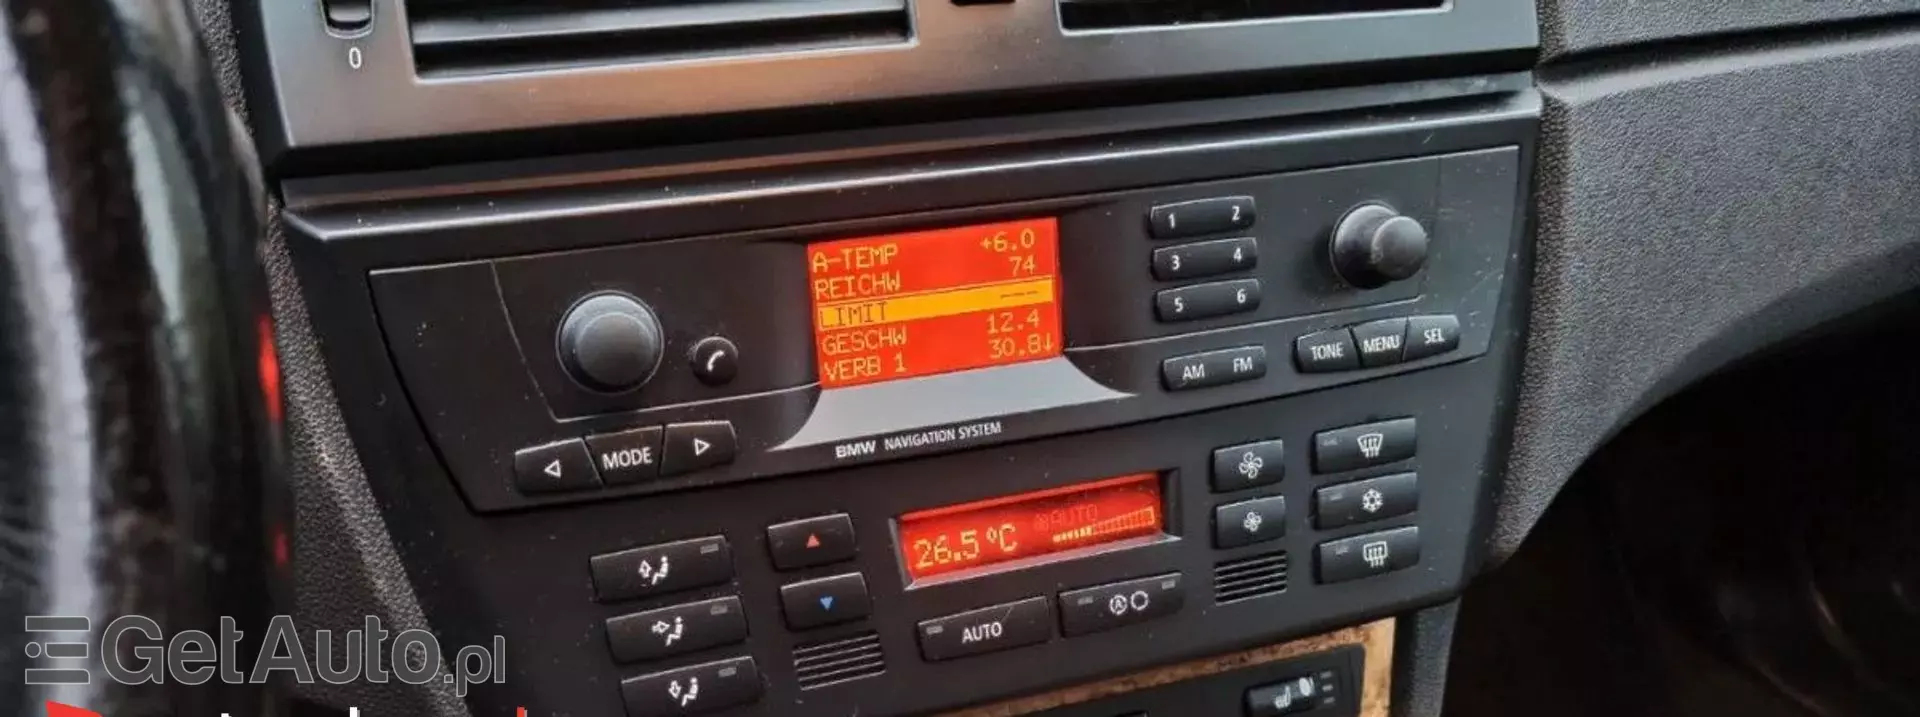 0
A-TEMP +6.0
REICHW 74
LIMIT ---
GESCHW 12.4
VERB 1 30.8↓
1 2
3 4
5 6
AM FM
TONE MENU SEL
MODE
BMW NAVIGATION SYSTEM
26.5°C AUTO
AUTO
A
GetAuto.pl